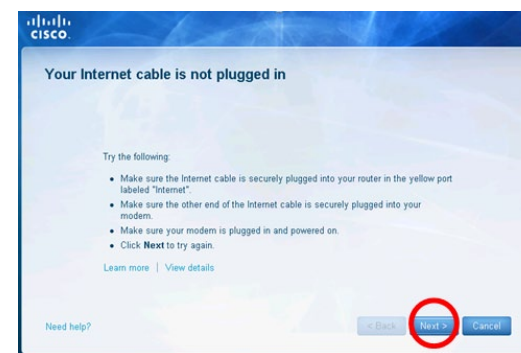 CISCO.
Your Internet cable is not plugged in
Try the following:
• Make sure the Internet cable is securely plugged into your router in the yellow port
labeled "Internet".
• Make sure the other end of the Internet cable is securely plugged into your
modem.
• Make sure your modem is plugged in and powered on.
• Click Next to try again.
Learn more | View details
Need help? < Back Next > Cancel